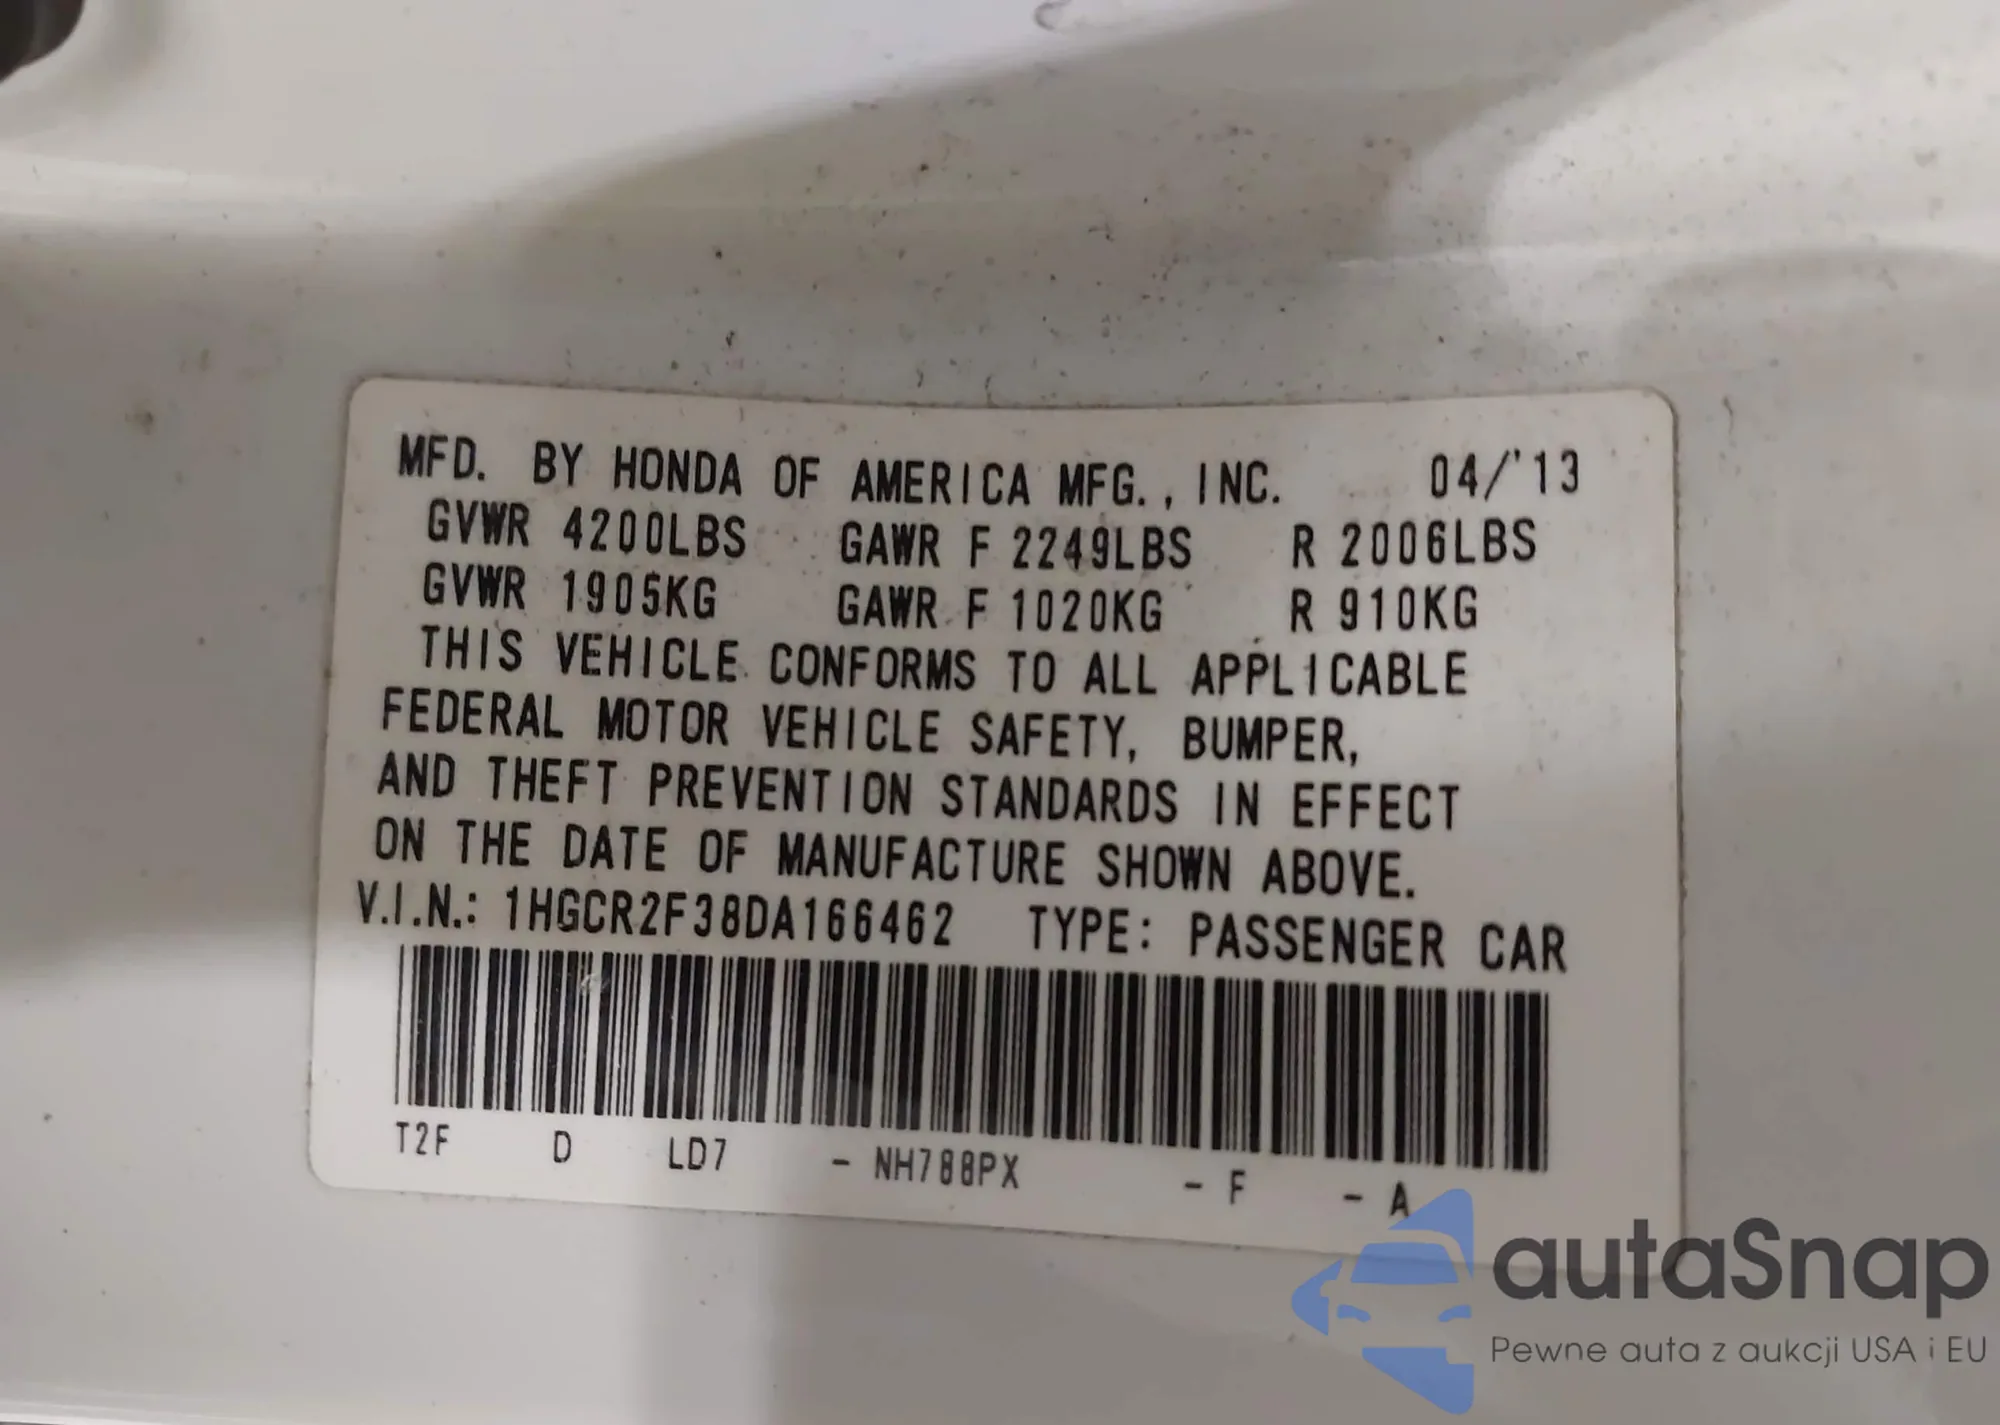 MFD. BY HONDA OF AMERICA MFG., INC. 04/'13
GVWR 4200LBS GAWR F 2249LBS R 2006LBS
GVWR 1905KG GAWR F 1020KG R 910KG
THIS VEHICLE CONFORMS TO ALL APPLICABLE
FEDERAL MOTOR VEHICLE SAFETY, BUMPER,
AND THEFT PREVENTION STANDARDS IN EFFECT
ON THE DATE OF MANUFACTURE SHOWN ABOVE.
V.I.N.: 1HGCR2F38DA166462 TYPE: PASSENGER CAR
T2F D LD7 - NH788PX - F - A
autaSnap
Pewne auta z aukcji USA i EU